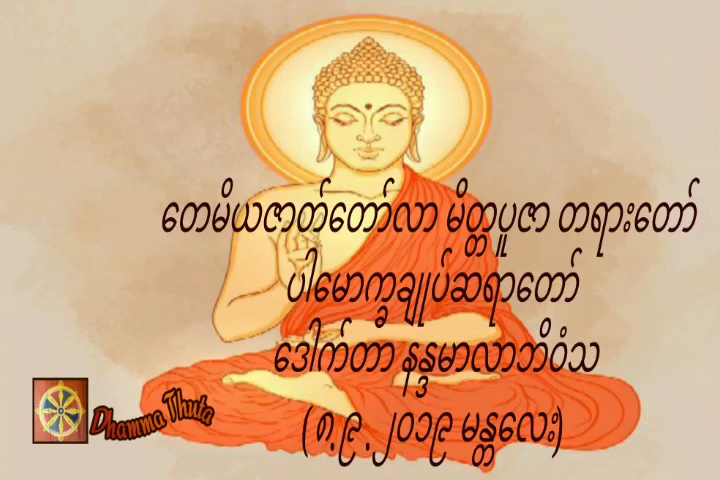 တေမိယဇာတ်တော်လာ မိတ္တပူဇာ တရားတော်
ပါမောက္ခချုပ်ဆရာတော်
ဒေါက်တာ နန္ဒမာလာဘိဝံသ
( ၈.၉.၂၀၁၉ မန္တလေး)
Dhamma Thuta